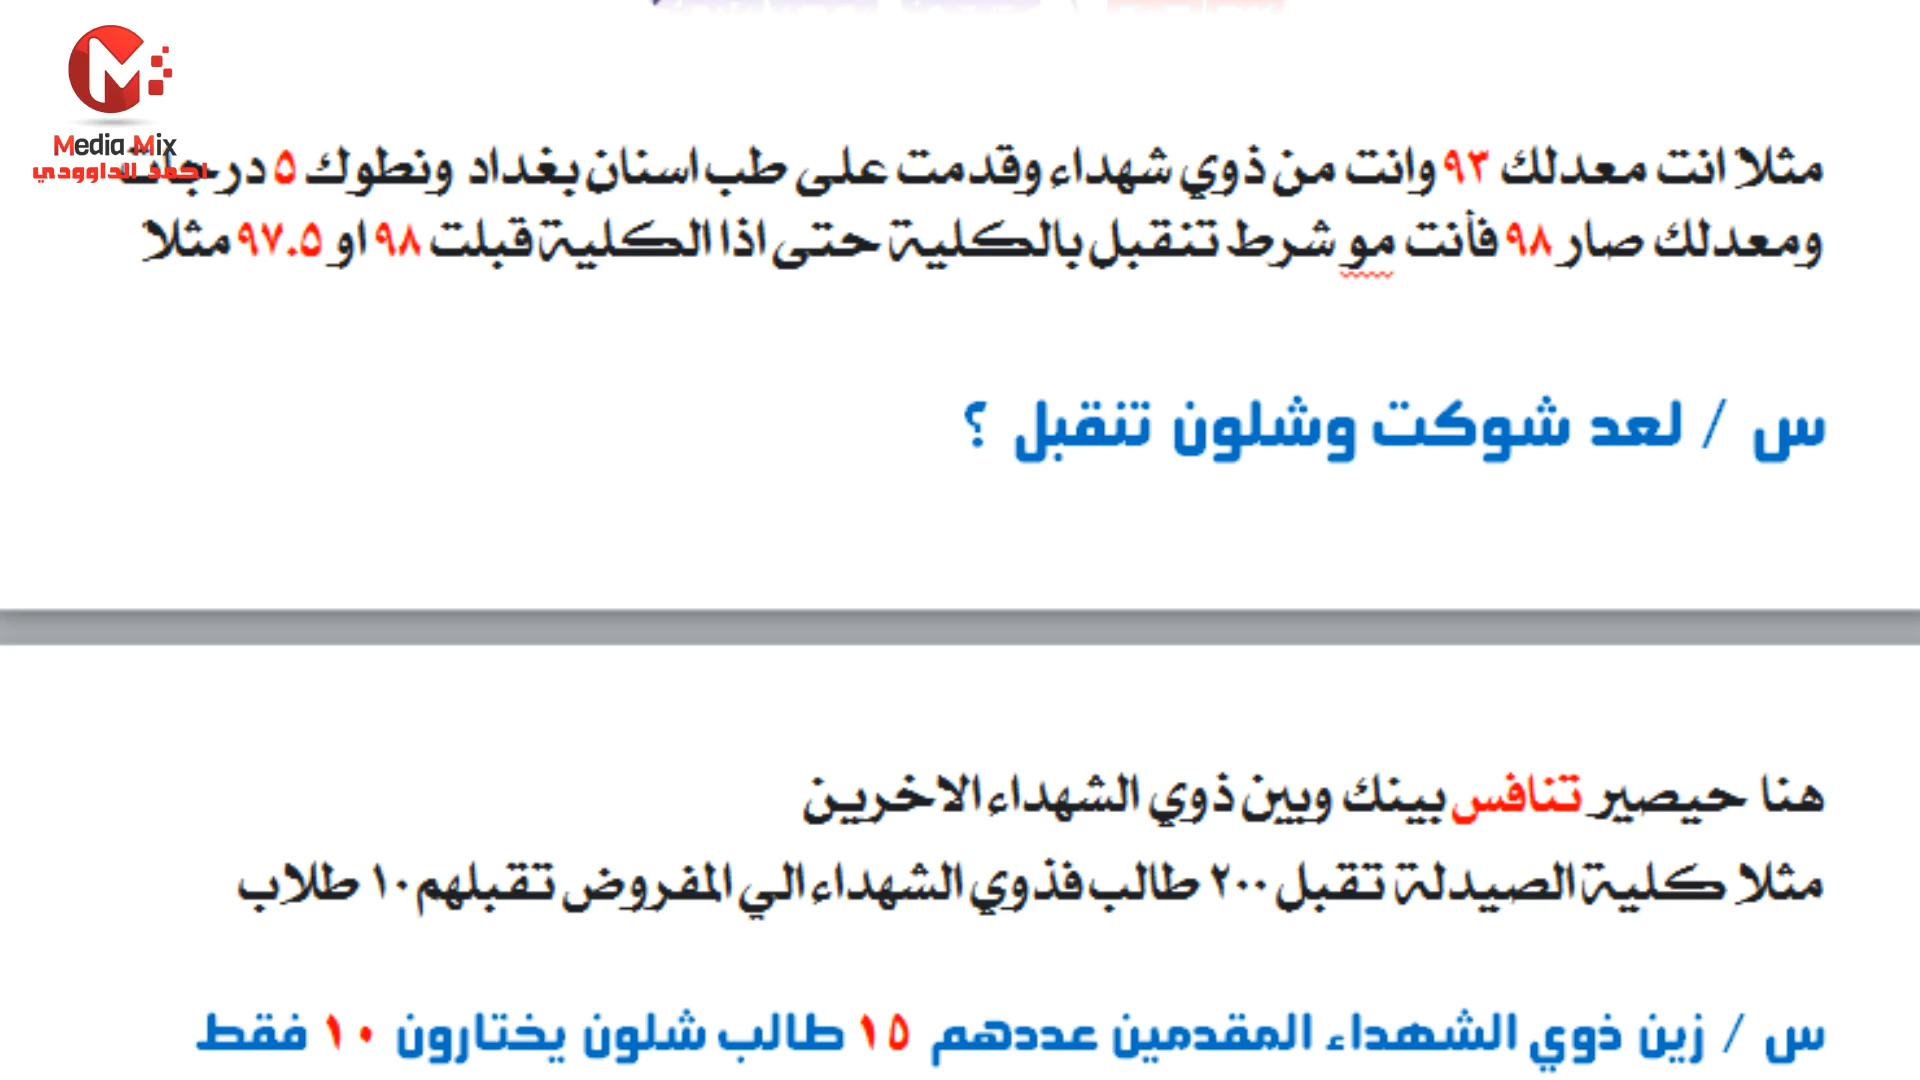 Media Mix
احمد الداوودي
مثلا انت معدلك ٩٣ وانت من ذوي شهداء وقدمت على طب اسنان بغداد ونطوك ٥ درجات
ومعدلك صار ٩٨ فأنت مو شرط تنقبل بالكلية حتى اذا الكلية قبلت ٩٨ او ٩٧.٥ مثلا
س / لعد شوكت وشلون تنقبل ؟
هنا حيصير تنافس بينك وبين ذوي الشهداء الاخرين
مثلا كلية الصيدلة تقبل ٢٠٠ طالب فذوي الشهداء الي المفروض تقبلهم ١٠ طلاب
س / زين ذوي الشهداء المقدمين عددهم ١٥ طالب شلون يختارون ١٠ فقط